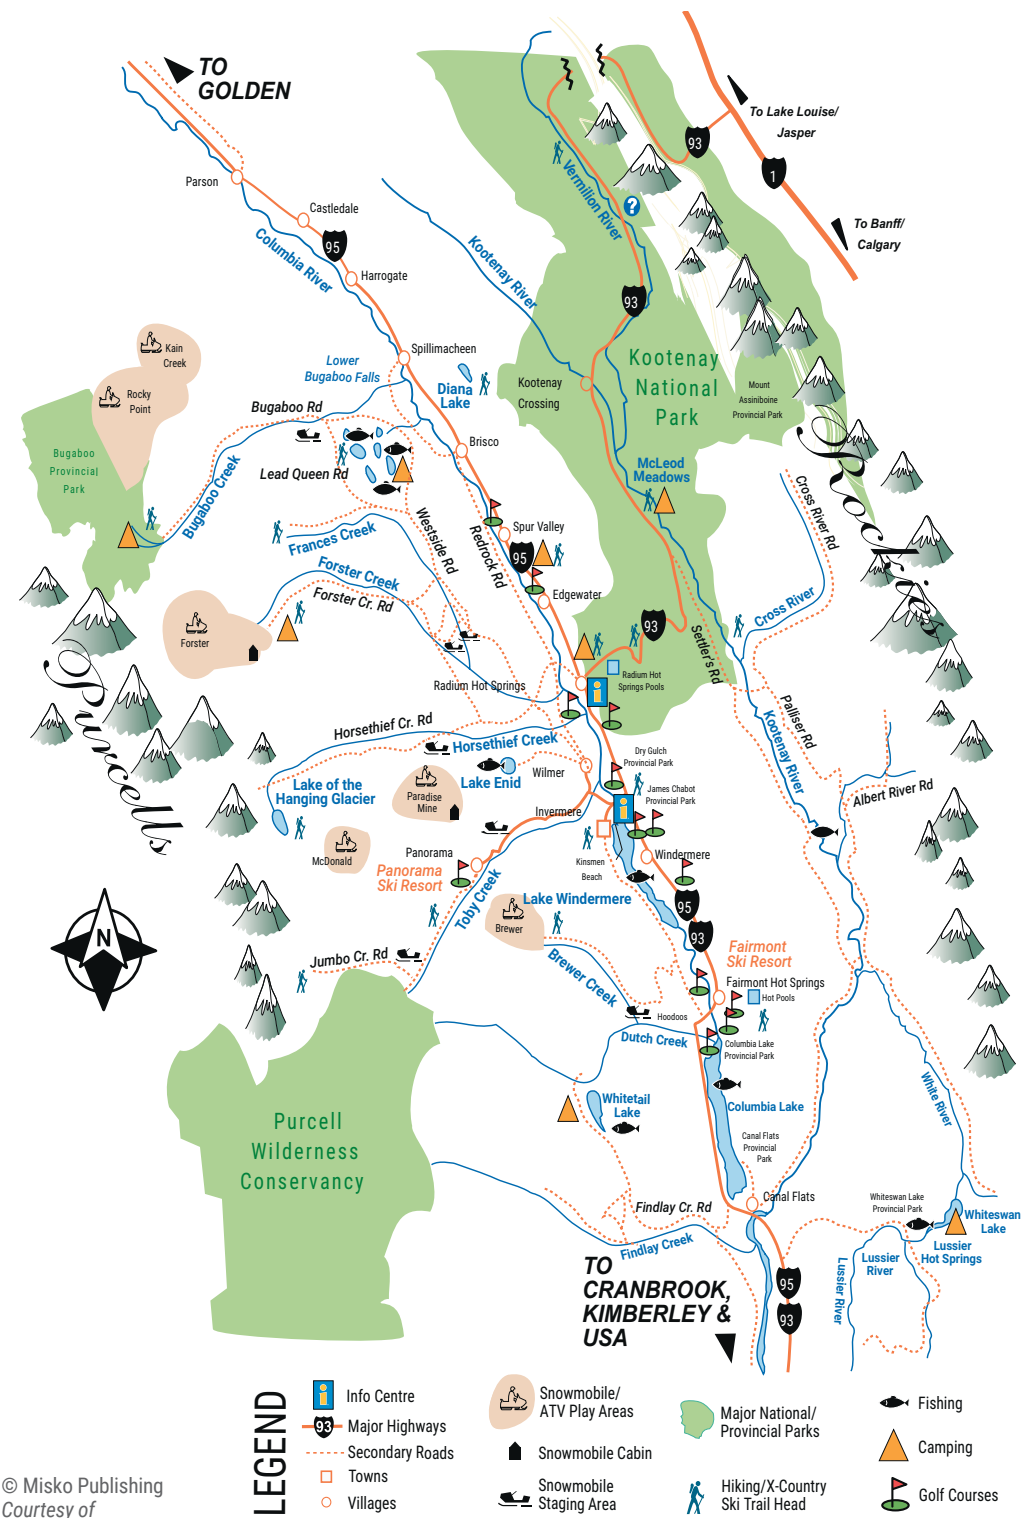 TO
GOLDEN
To Lake Louise/
Jasper
93
1
Parson
Castledale
Vermilion River
?
To Banff/
Calgary
Columbia River
95
Kootenay River
Harrogate
93
Kain
Creek
Spillimacheen
Lower
Bugaboo Falls
Kootenay
National
Park
Rocky
Point
Diana
Lake
Kootenay
Crossing
Mount
Assiniboine
Provincial Park
Bugaboo Rd
Rockies
Brisco
Bugaboo
Provincial
Park
Lead Queen Rd
McLeod
Meadows
Bugaboo Creek
Cross River Rd
Westside Rd
Redrock Rd
Spur Valley
Frances Creek
95
Forster Creek
Forster Cr. Rd
Edgewater
Cross River
93
Settler's Rd
Forster
Purcells
Radium Hot Springs
Radium Hot
Springs Pools
Palliser Rd
Kootenay River
Horsethief Cr. Rd
Horsethief Creek
Dry Gulch
Provincial Park
Wilmer
Lake Enid
Lake of the
Hanging Glacier
Paradise
Mine
James Chabot
Provincial Park
Albert River Rd
Invermere
McDonald
Panorama
Windermere
Kinsmen
Beach
Panorama
Ski Resort
Toby Creek
Lake Windermere
95
Brewer
93
N
Jumbo Cr. Rd
Brewer Creek
Fairmont
Ski Resort
Fairmont Hot Springs
Hot Pools
Hoodoos
Dutch Creek
Columbia Lake
Provincial Park
White River
Whitetail
Lake
Columbia Lake
Purcell
Wilderness
Conservancy
Canal Flats
Provincial
Park
Canal Flats
Whiteswan Lake
Provincial Park
Findlay Cr. Rd
Whiteswan
Lake
Findlay Creek
Lussier
Hot Springs
Lussier
River
Lussier River
TO
CRANBROOK,
KIMBERLEY &
USA
95
93
LEGEND
Info Centre
93
Major Highways
Secondary Roads
Towns
Villages
Snowmobile/
ATV Play Areas
Snowmobile Cabin
Snowmobile
Staging Area
Major National/
Provincial Parks
Hiking/X-Country
Ski Trail Head
Fishing
Camping
Golf Courses
© Misko Publishing
Courtesy of